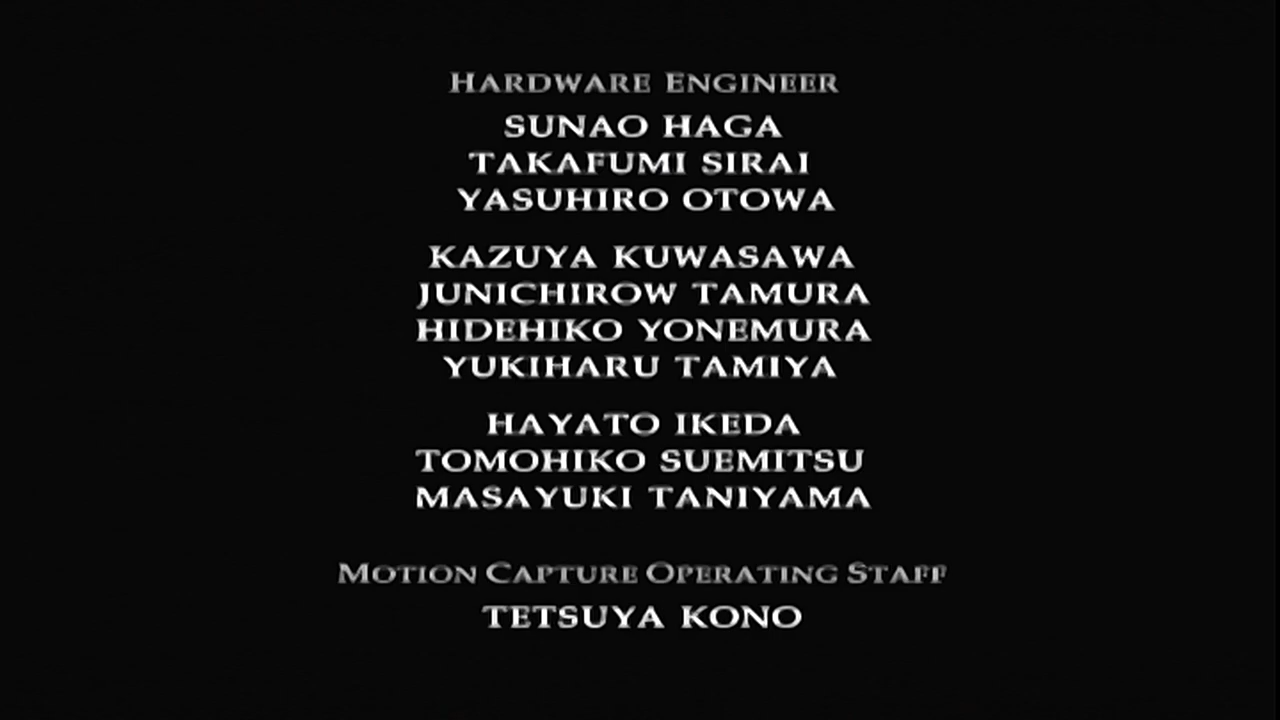 HARDWARE ENGINEER
SUNAO HAGA
TAKAFUMI SIRAI
YASUHIRO OTOWA
KAZUYA KUWASAWA
JUNICHIROW TAMURA
HIDEHIKO YONEMURA
YUKIHARU TAMIYA
HAYATO IKEDA
TOMOHIKO SUEMITSU
MASAYUKI TANIYAMA
MOTION CAPTURE OPERATING STAFF
TETSUYA KONO